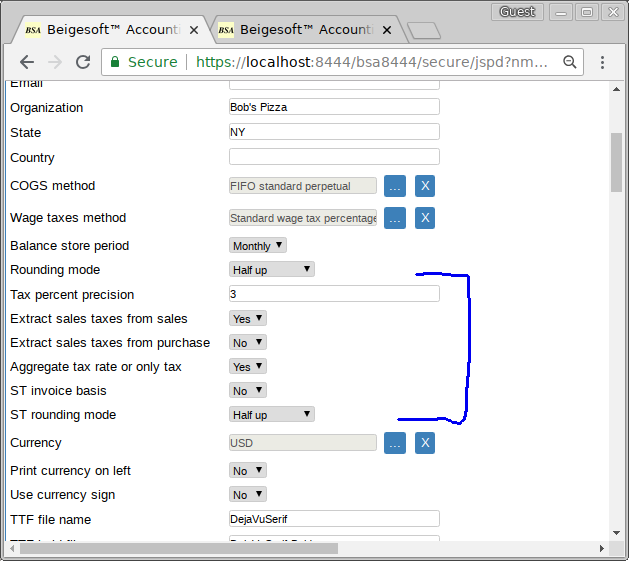 Guest
BSA Beigesoft™ Accounti
BSA Beigesoft™ Accounti
Secure https://localhost:8444/bsa8444/secure/jspd?nm...
Email
Organization Bob's Pizza
State NY
Country
COGS method FIFO standard perpetual ... X
Wage taxes method Standard wage tax percentage ... X
Balance store period Monthly
Rounding mode Half up
Tax percent precision 3
Extract sales taxes from sales Yes
Extract sales taxes from purchase No
Aggregate tax rate or only tax Yes
ST invoice basis No
ST rounding mode Half up
Currency USD ... X
Print currency on left No
Use currency sign No
TTF file name DejaVuSerif